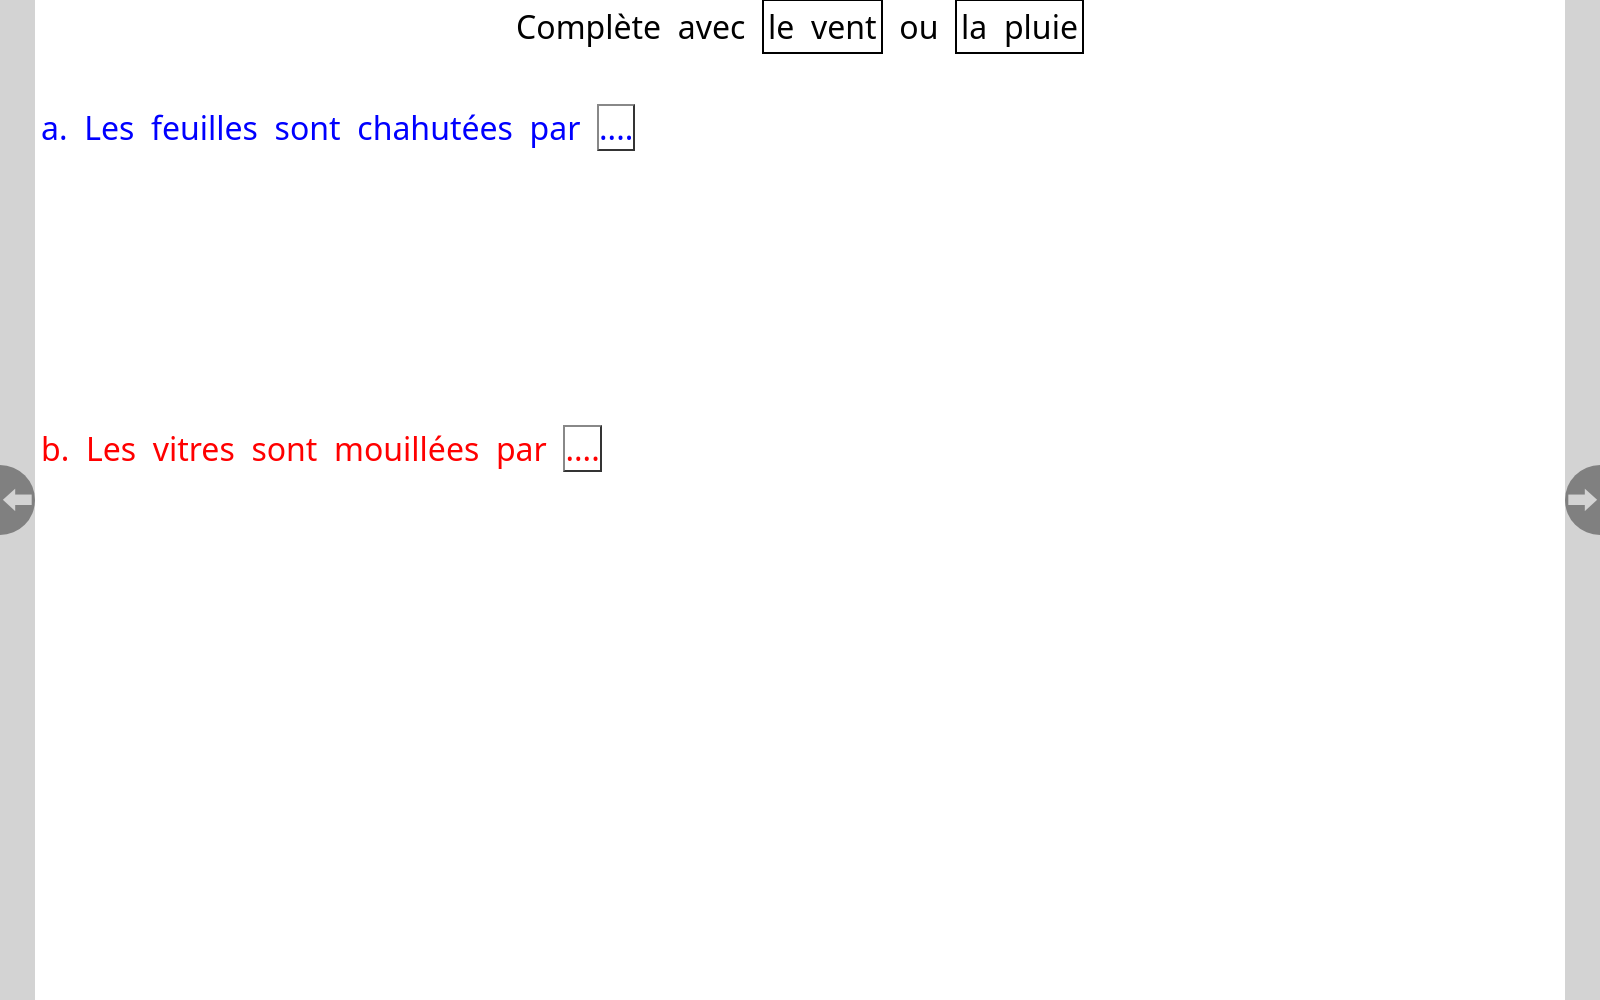 Complète avec le vent ou la pluie
a. Les feuilles sont chahutées par ....
b. Les vitres sont mouillées par ....